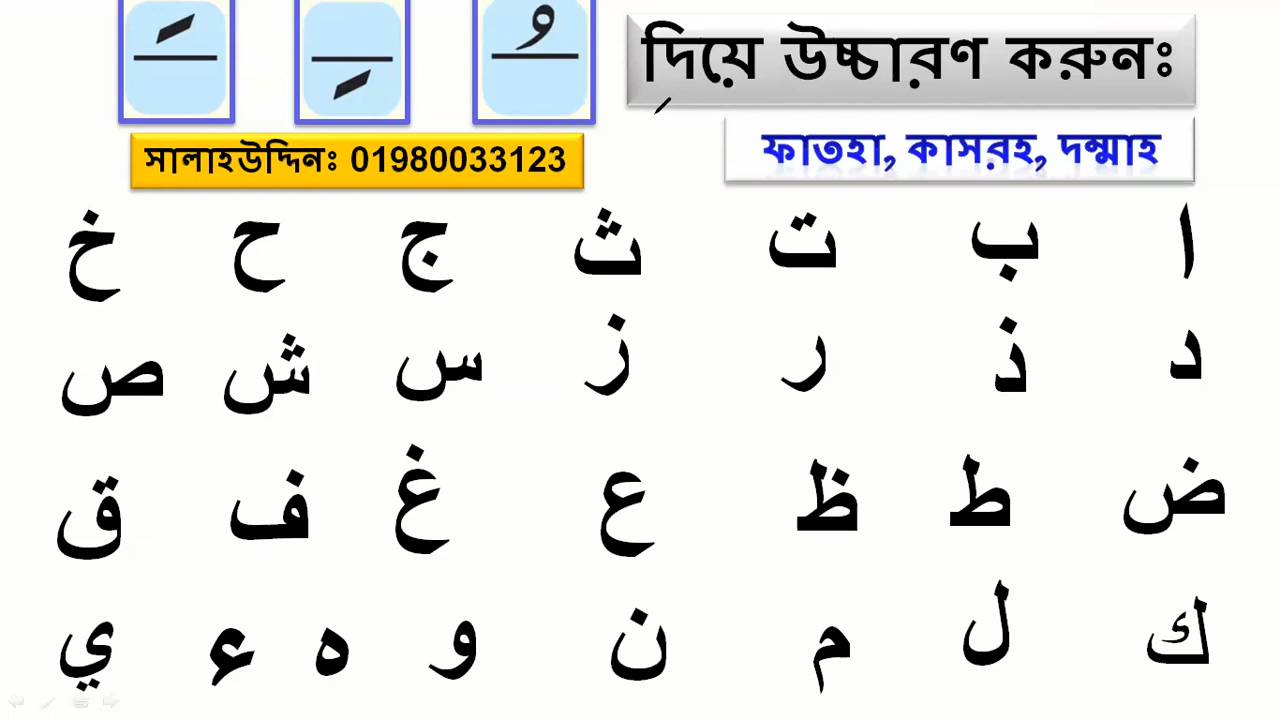 দিয়ে উচ্চারণ করুনঃ
সালাহউদ্দিনঃ 01980033123
ফাতহা, কাসরহ, দম্মাহ
ا ب ت ث ج ح خ
د ذ ر ز س ش ص
ض ط ظ ع غ ف ق
ك ل م ن و ه ء ي